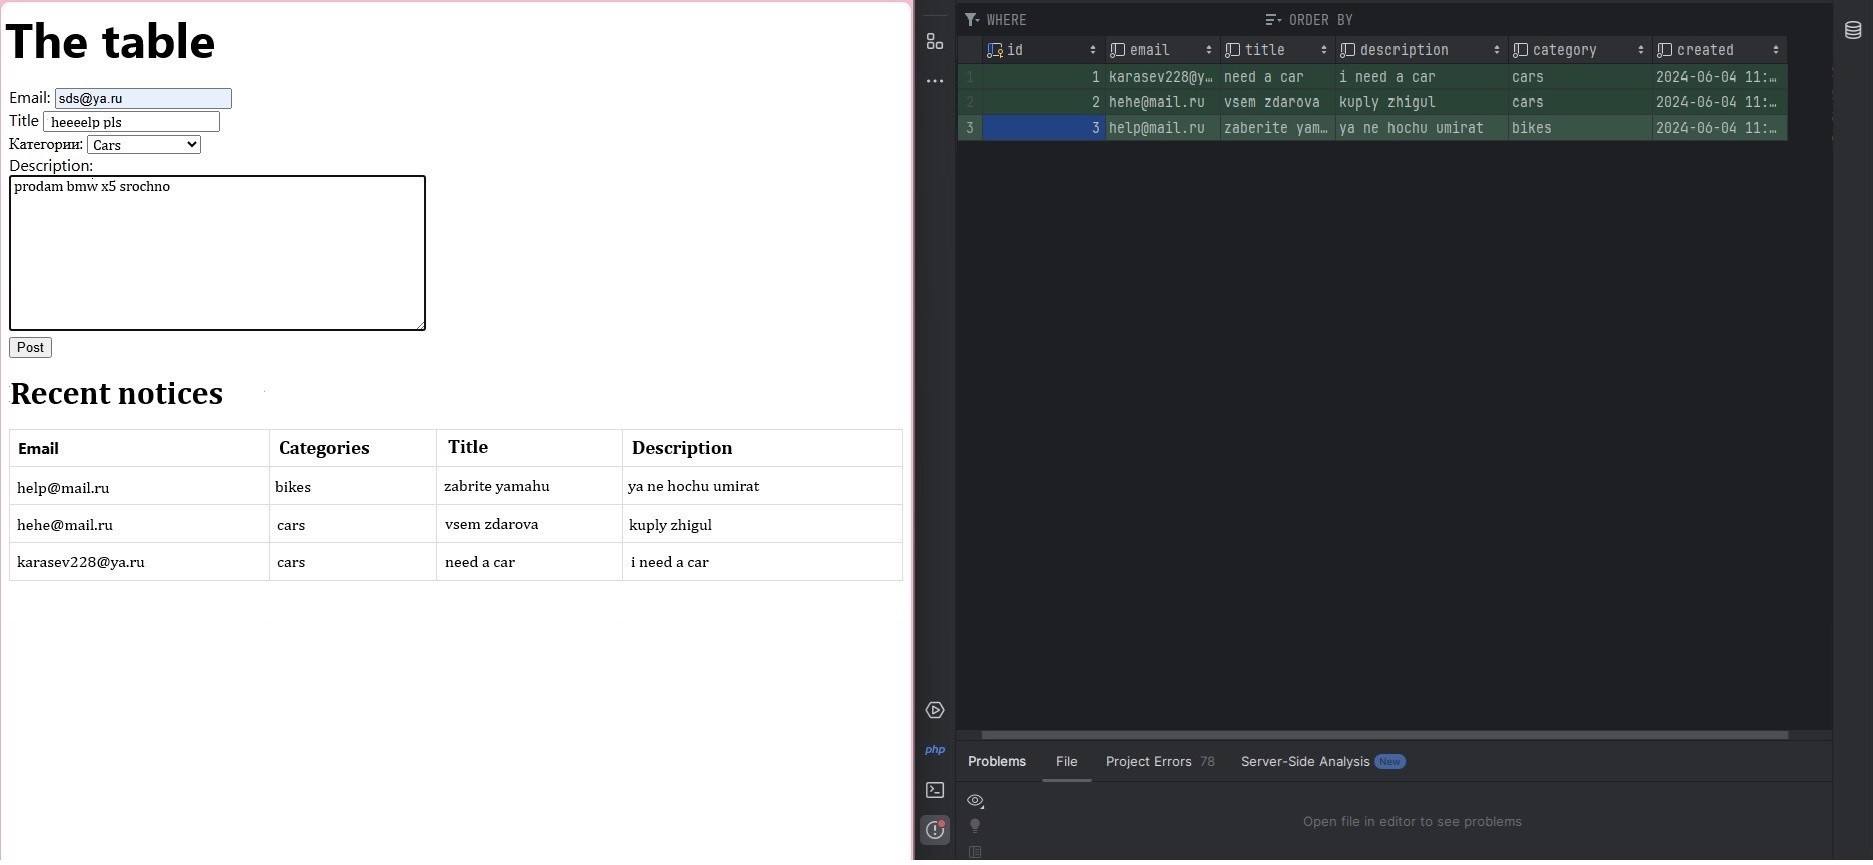 The table
Email: sds@ya.ru
Title heeeelp pls
Категории: Cars
Description:
prodam bmw x5 srochno
Post
Recent notices
Email Categories Title Description
help@mail.ru bikes zabrite yamahu ya ne hochu umirat
hehe@mail.ru cars vsem zdarova kuply zhigul
karasev228@ya.ru cars need a car i need a car
WHERE ORDER BY
id email title description category created
1 1 karasev228@y… need a car i need a car cars 2024-06-04 11:…
2 2 hehe@mail.ru vsem zdarova kuply zhigul cars 2024-06-04 11:…
3 3 help@mail.ru zaberite yam… ya ne hochu umirat bikes 2024-06-04 11:…
php
Problems File Project Errors 78 Server-Side Analysis New
Open file in editor to see problems